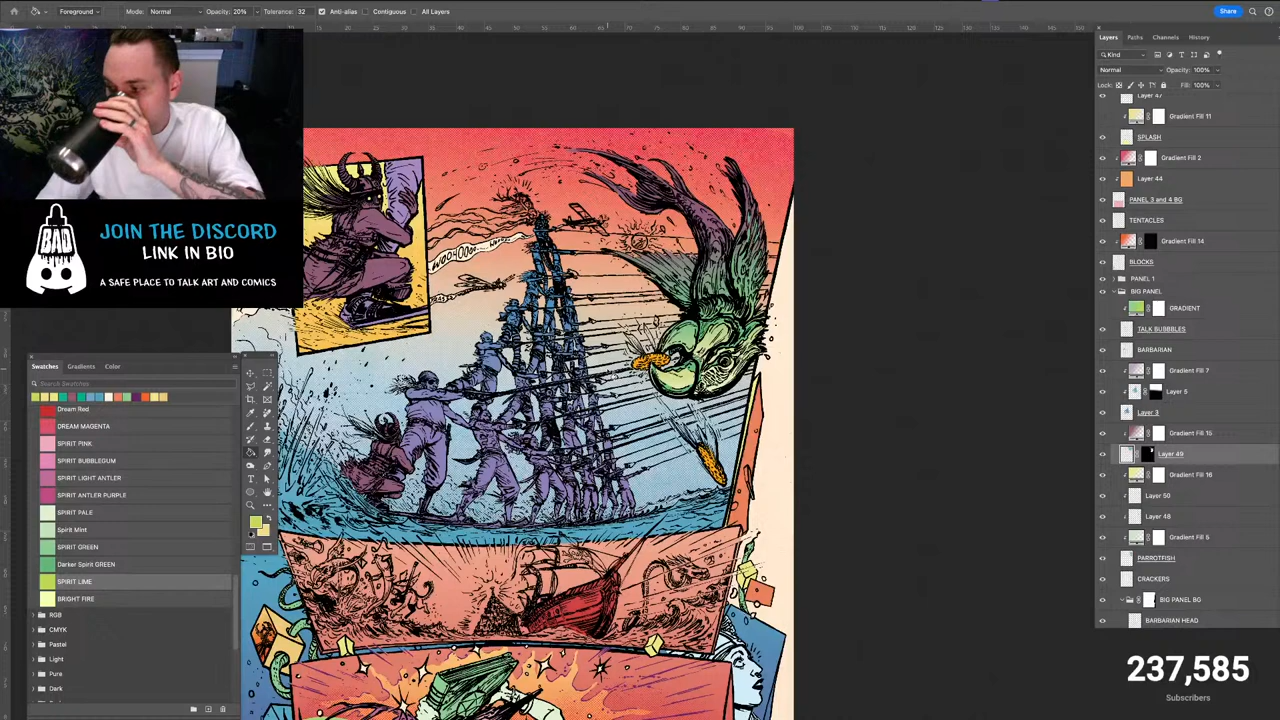 Foreground
Mode: Normal
Opacity: 20%
Tolerance: 32
Anti-alias
Contiguous
All Layers
Share
BAD
JOIN THE DISCORD
LINK IN BIO
A SAFE PLACE TO TALK ART AND COMICS
Swatches
Gradients
Color
Search Swatches
Dream Red
DREAM MAGENTA
SPIRIT PINK
SPIRIT BUBBLEGUM
SPIRIT LIGHT ANTLER
SPIRIT ANTLER PURPLE
SPIRIT PALE
Spirit Mint
SPIRIT GREEN
Darker Spirit GREEN
SPIRIT LIME
BRIGHT FIRE
RGB
CMYK
Pastel
Light
Pure
Dark
Layers
Paths
Channels
History
Kind
Normal
Opacity: 100%
Lock:
Fill: 100%
Layer 47
Gradient Fill 11
SPLASH
Gradient Fill 2
Layer 44
PANEL 3 and 4 BG
TENTACLES
Gradient Fill 14
BLOCKS
PANEL 1
BIG PANEL
GRADIENT
TALK BUBBLES
BARBARIAN
Gradient Fill 7
Layer 5
Layer 3
Gradient Fill 15
Layer 49
Gradient Fill 16
Layer 50
Layer 48
Gradient Fill 5
PARROTFISH
CRACKERS
BIG PANEL BG
BARBARIAN HEAD
237,585
Subscribers